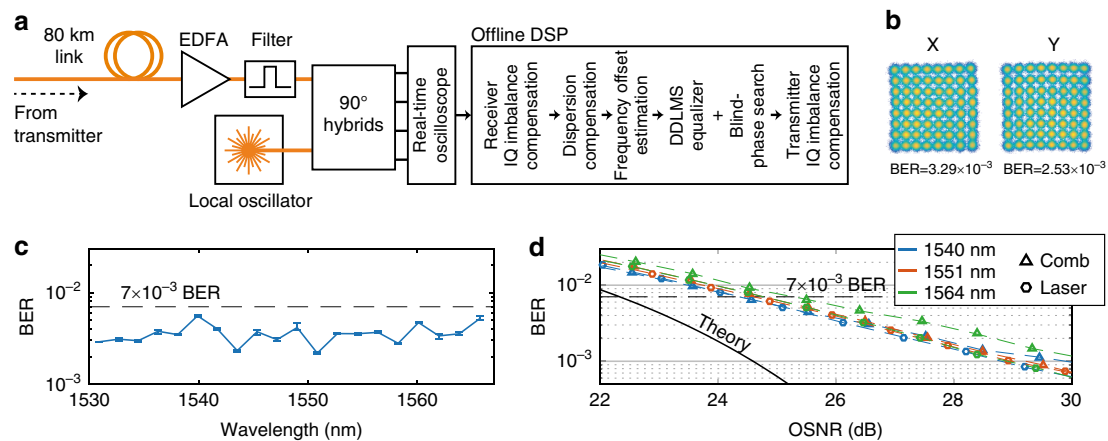 a
80 km
link
From
transmitter
EDFA
Filter
Local oscillator
90°
hybrids
Real-time
oscilloscope
Offline DSP
Receiver
IQ imbalance
compensation
Dispersion
compensation
Frequency offset
estimation
DDLMS
equalizer
+
Blind-
phase search
Transmitter
IQ imbalance
compensation
b
X
Y
BER=3.29×10⁻³
BER=2.53×10⁻³
c
BER
10⁻²
10⁻³
7×10⁻³ BER
1530
1540
1550
1560
Wavelength (nm)
d
BER
10⁻²
10⁻³
7×10⁻³ BER
Theory
1540 nm
1551 nm
1564 nm
Comb
Laser
22
24
26
28
30
OSNR (dB)